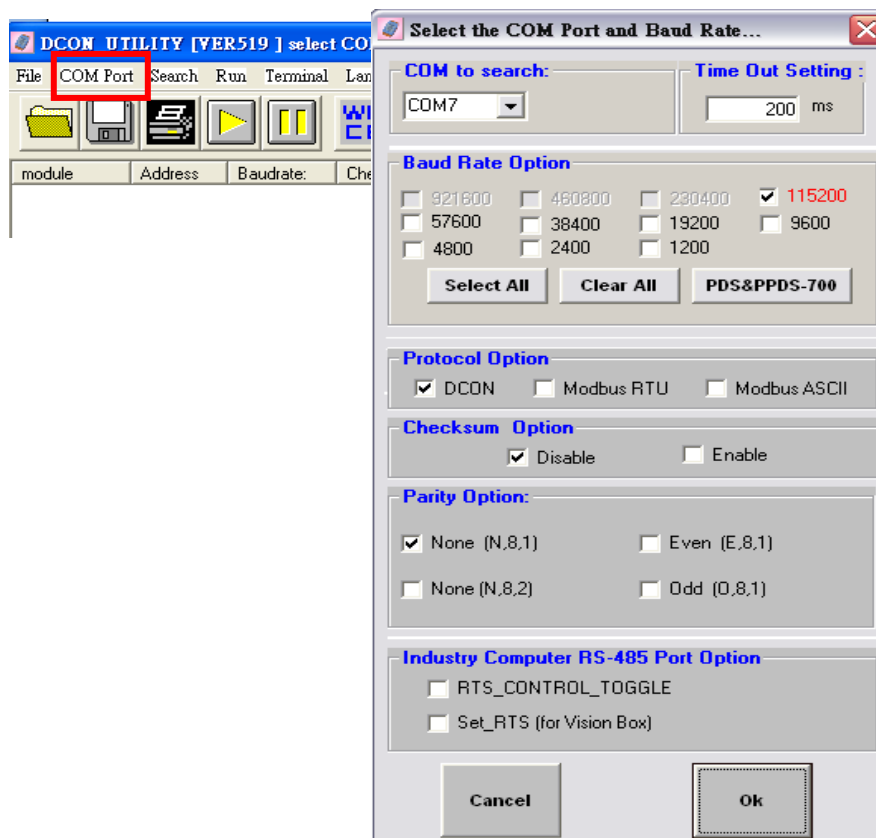 DCON UTILITY [VER519 ] select CO
File COM Port Search Run Terminal Lan
module Address Baudrate: Che
Select the COM Port and Baud Rate...
COM to search:
COM7
Time Out Setting :
200 ms
Baud Rate Option
921600 460800 230400 115200
57600 38400 19200 9600
4800 2400 1200
Select All Clear All PDS&PPDS-700
Protocol Option
DCON Modbus RTU Modbus ASCII
Checksum Option
Disable Enable
Parity Option:
None (N,8,1) Even (E,8,1)
None (N,8,2) Odd (O,8,1)
Industry Computer RS-485 Port Option
RTS_CONTROL_TOGGLE
Set_RTS (for Vision Box)
Cancel Ok